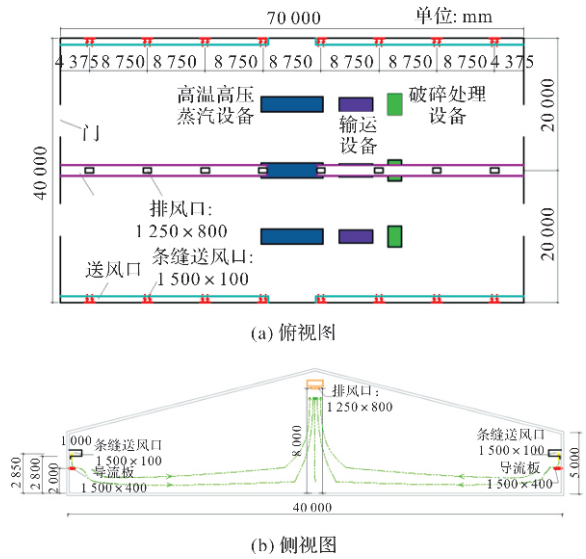 70 000
单位: mm
4 375 8 750 8 750 8 750 8 750 8 750 8 750 8 750 4 375
高温高压
蒸汽设备
输运
设备
破碎处理
设备
门
40 000
20 000
20 000
排风口:
1 250×800
条缝送风口:
1 500×100
送风口
(a) 俯视图
排风口:
1 250×800
8 000
1 000
条缝送风口
1 500×100
导流板
1 500×400
2 850
2 800
2 000
条缝送风口
1 500×100
导流板
1 500×400
5 000
40 000
(b) 侧视图